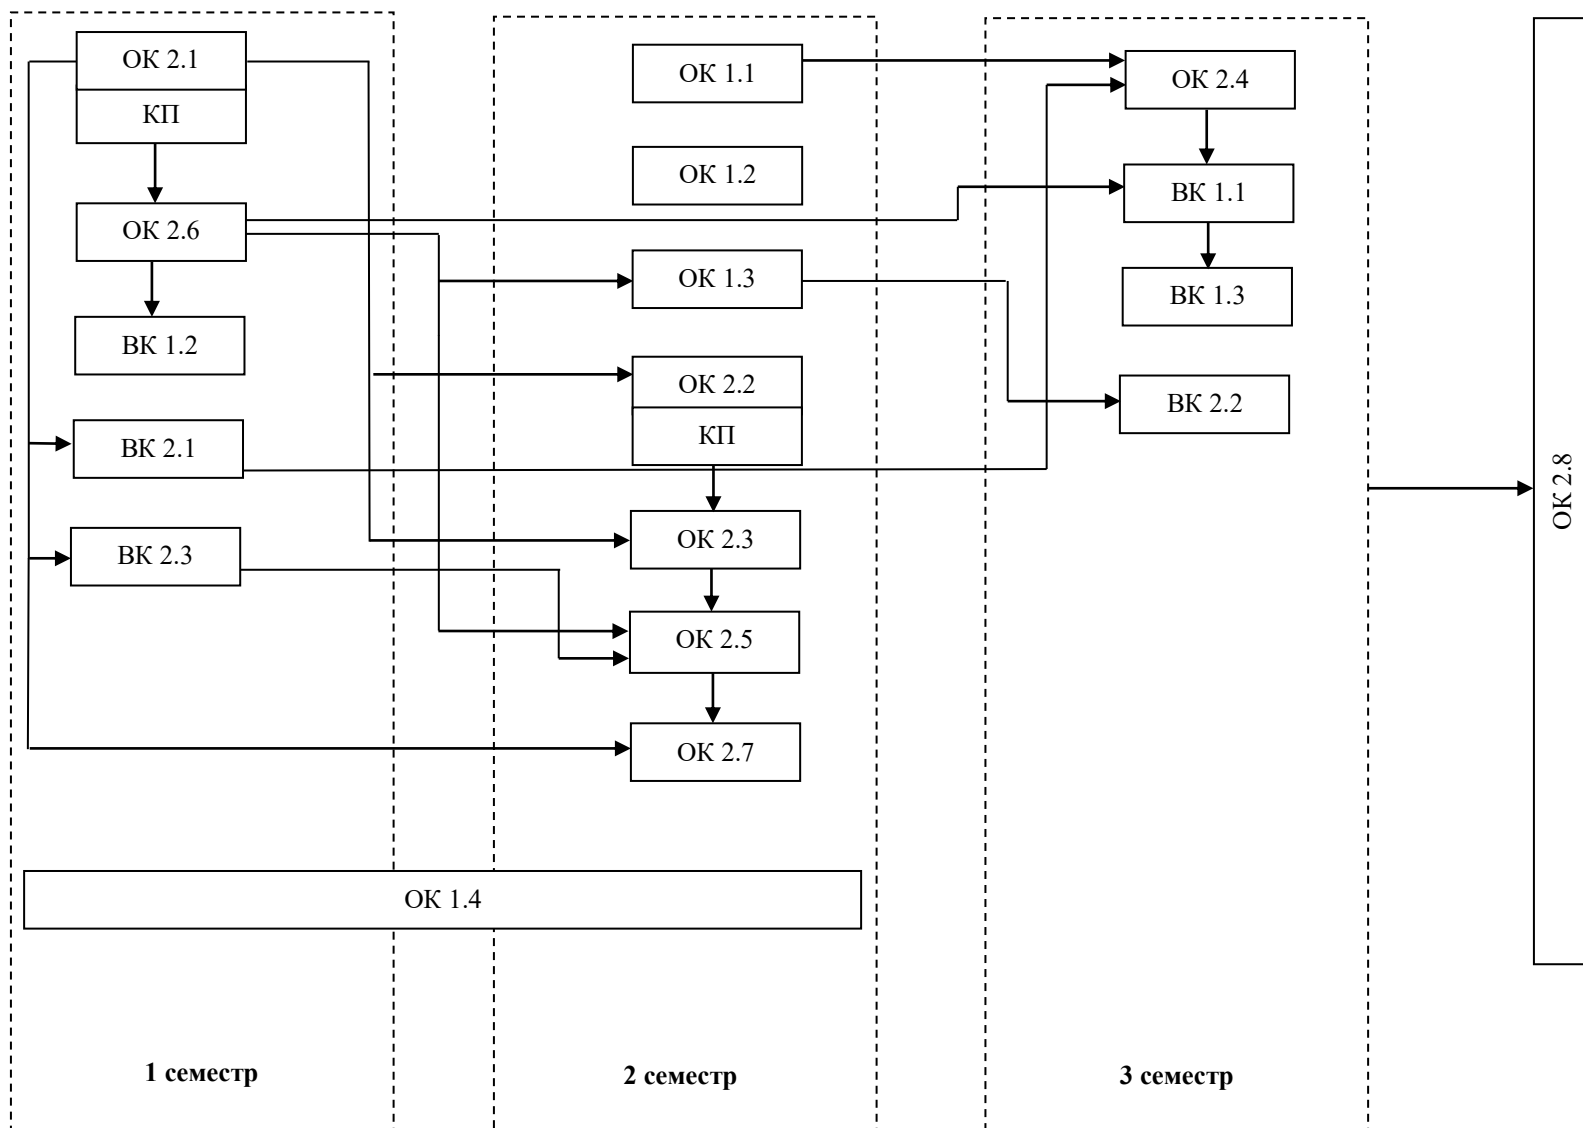 ОК 2.1
КП
ОК 2.6
ВК 1.2
ВК 2.1
ВК 2.3
ОК 1.1
ОК 1.2
ОК 1.3
ОК 2.2
КП
ОК 2.3
ОК 2.5
ОК 2.7
ОК 2.4
ВК 1.1
ВК 1.3
ВК 2.2
ОК 2.8
ОК 1.4
1 семестр
2 семестр
3 семестр